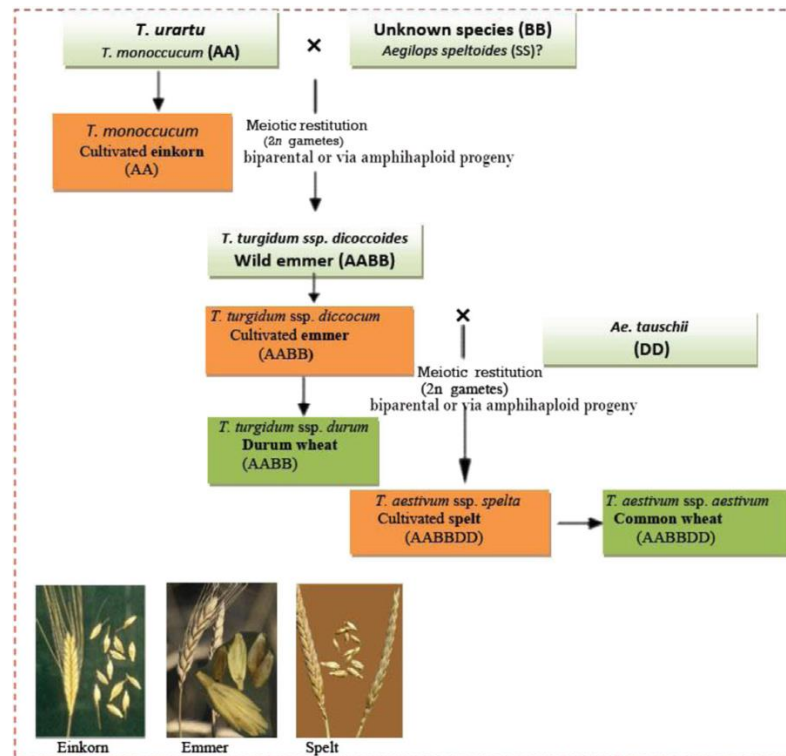 T. urartu
T. monoccucum (AA)
×
Unknown species (BB)
Aegilops speltoides (SS)?
T. monoccucum
Cultivated einkorn
(AA)
Meiotic restitution
(2n gametes)
biparental or via amphihaploid progeny
T. turgidum ssp. dicoccoides
Wild emmer (AABB)
T. turgidum ssp. diccocum
Cultivated emmer
(AABB)
×
Ae. tauschii
(DD)
Meiotic restitution
(2n gametes)
biparental or via amphihaploid progeny
T. turgidum ssp. durum
Durum wheat
(AABB)
T. aestivum ssp. spelta
Cultivated spelt
(AABBDD)
T. aestivum ssp. aestivum
Common wheat
(AABBDD)
Einkorn
Emmer
Spelt